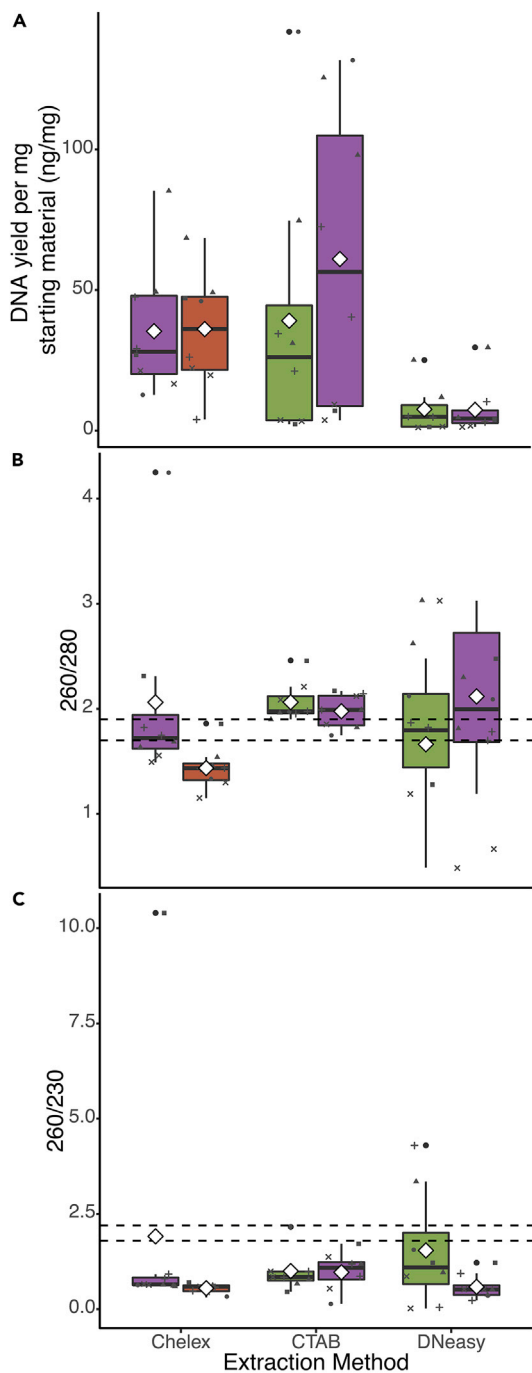 A
DNA yield per mg
starting material (ng/mg)
100
50
0
B
260/280
4
3
2
1
C
260/230
10.0
7.5
5.0
2.5
0.0
Chelex CTAB DNeasy
Extraction Method